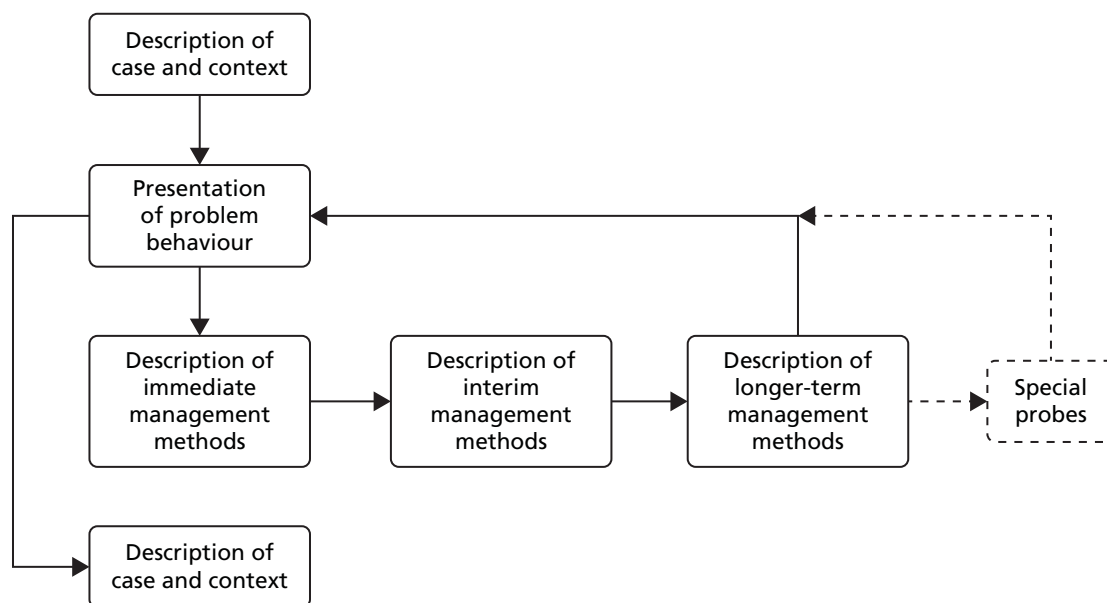 Description of
case and context
Presentation
of problem
behaviour
Description of
immediate
management
methods
Description of
interim
management
methods
Description of
longer-term
management
methods
Special
probes
Description of
case and context